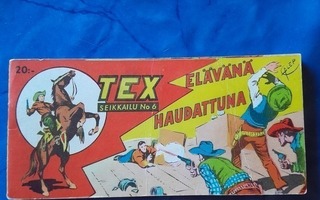 20:-
TEX
SEIKKAILU No 6
ELÄVÄNÄ
HAUDATTUNA